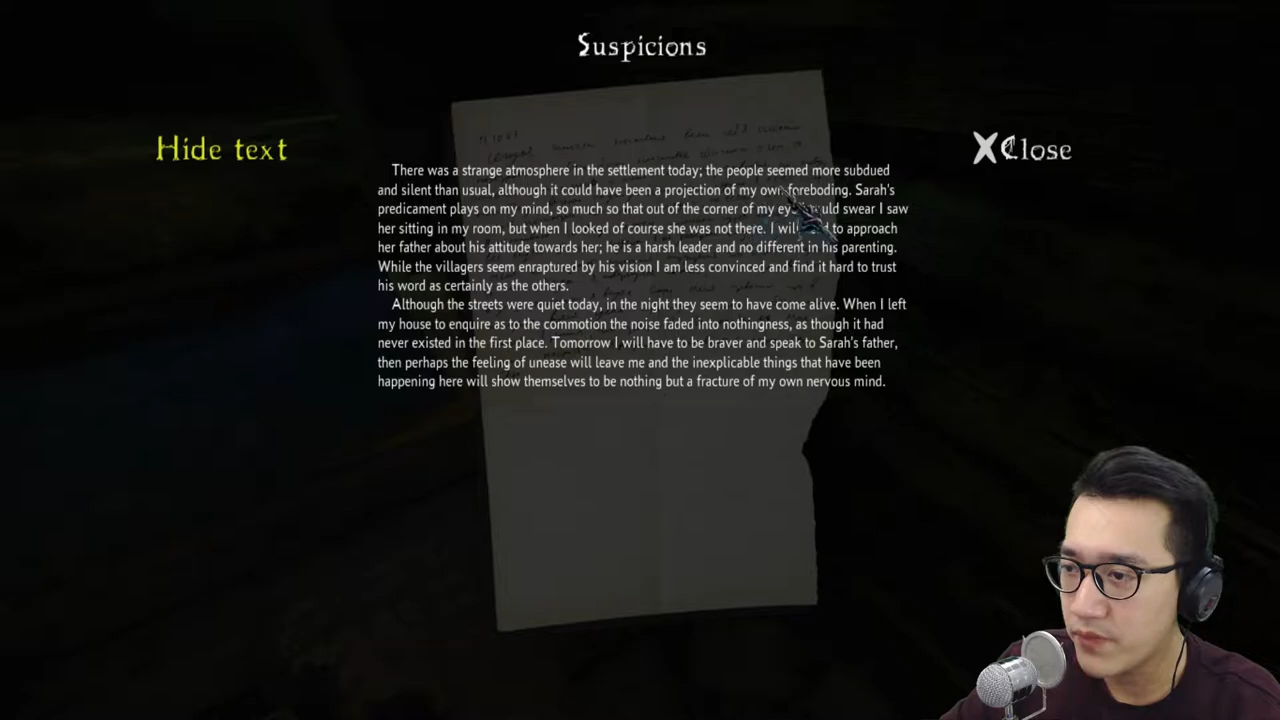 Suspicions
Hide text
Close
There was a strange atmosphere in the settlement today; the people seemed more subdued
and silent than usual, although it could have been a projection of my own foreboding. Sarah's
predicament plays on my mind, so much so that out of the corner of my swear I saw
her sitting in my room, but when I looked of course she was not there. I to approach
her father about his attitude towards her; he is a harsh leader and no different in his parenting.
While the villagers seem enraptured by his vision I am less convinced and find it hard to trust
his word as certainly as the others.
Although the streets were quiet today, in the night they seem to have come alive. When I left
my house to enquire as to the commotion the noise faded into nothingness, as though it had
never existed in the first place. Tomorrow I will have to be braver and speak to Sarah's father,
then perhaps the feeling of unease will leave me and the inexplicable things that have been
happening here will show themselves to be nothing but a fracture of my own nervous mind.